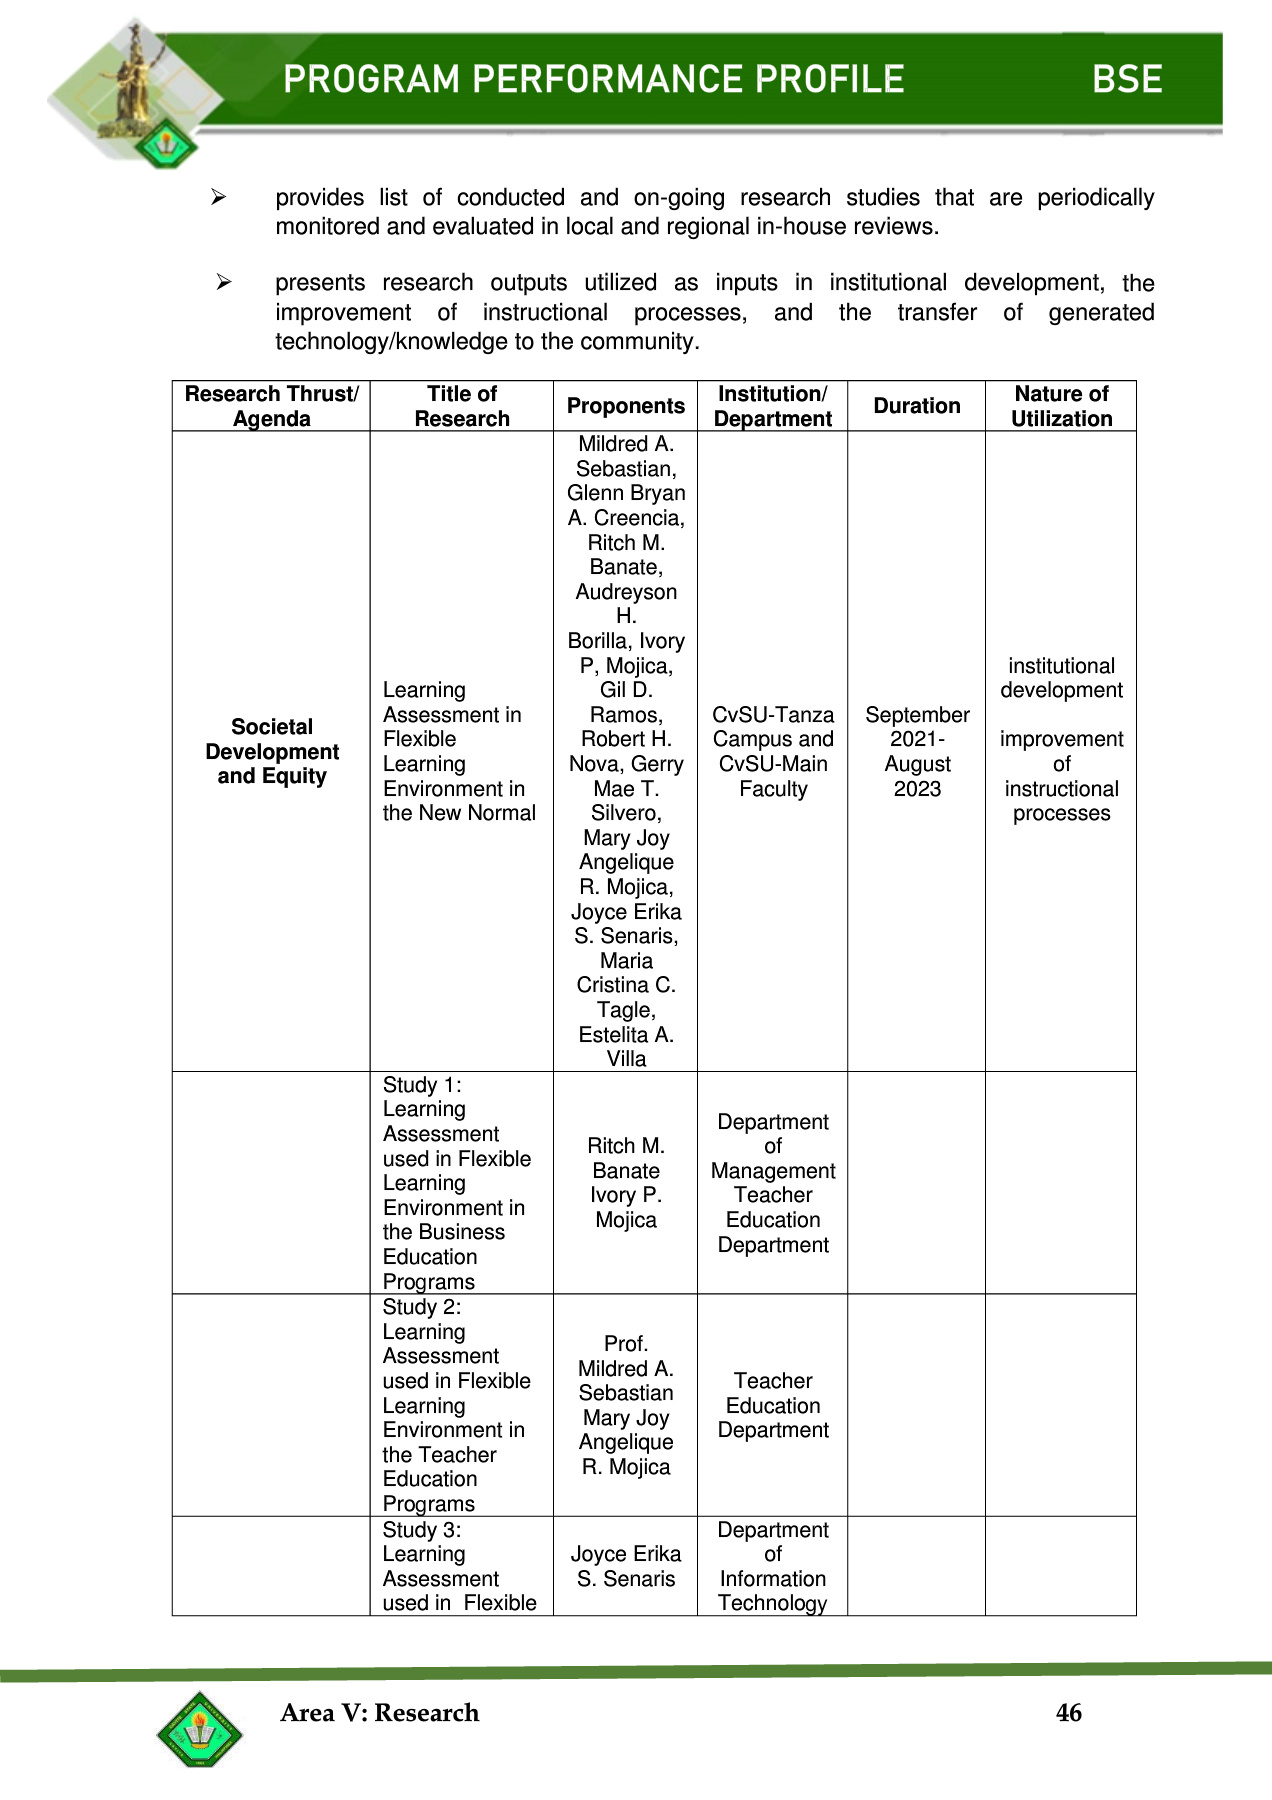 PROGRAM PERFORMANCE PROFILE BSE
➢ provides list of conducted and on-going research studies that are periodically
monitored and evaluated in local and regional in-house reviews.
➢ presents research outputs utilized as inputs in institutional development, the
improvement of instructional processes, and the transfer of generated
technology/knowledge to the community.
Research Thrust/
Agenda
Title of
Research
Proponents
Institution/
Department
Duration
Nature of
Utilization
Societal
Development
and Equity
Learning
Assessment in
Flexible
Learning
Environment in
the New Normal
Mildred A.
Sebastian,
Glenn Bryan
A. Creencia,
Ritch M.
Banate,
Audreyson
H.
Borilla, Ivory
P, Mojica,
Gil D.
Ramos,
Robert H.
Nova, Gerry
Mae T.
Silvero,
Mary Joy
Angelique
R. Mojica,
Joyce Erika
S. Senaris,
Maria
Cristina C.
Tagle,
Estelita A.
Villa
CvSU-Tanza
Campus and
CvSU-Main
Faculty
September
2021-
August
2023
institutional
development
improvement
of
instructional
processes
Study 1:
Learning
Assessment
used in Flexible
Learning
Environment in
the Business
Education
Programs
Ritch M.
Banate
Ivory P.
Mojica
Department
of
Management
Teacher
Education
Department
Study 2:
Learning
Assessment
used in Flexible
Learning
Environment in
the Teacher
Education
Programs
Prof.
Mildred A.
Sebastian
Mary Joy
Angelique
R. Mojica
Teacher
Education
Department
Study 3:
Learning
Assessment
used in Flexible
Joyce Erika
S. Senaris
Department
of
Information
Technology
Area V: Research 46